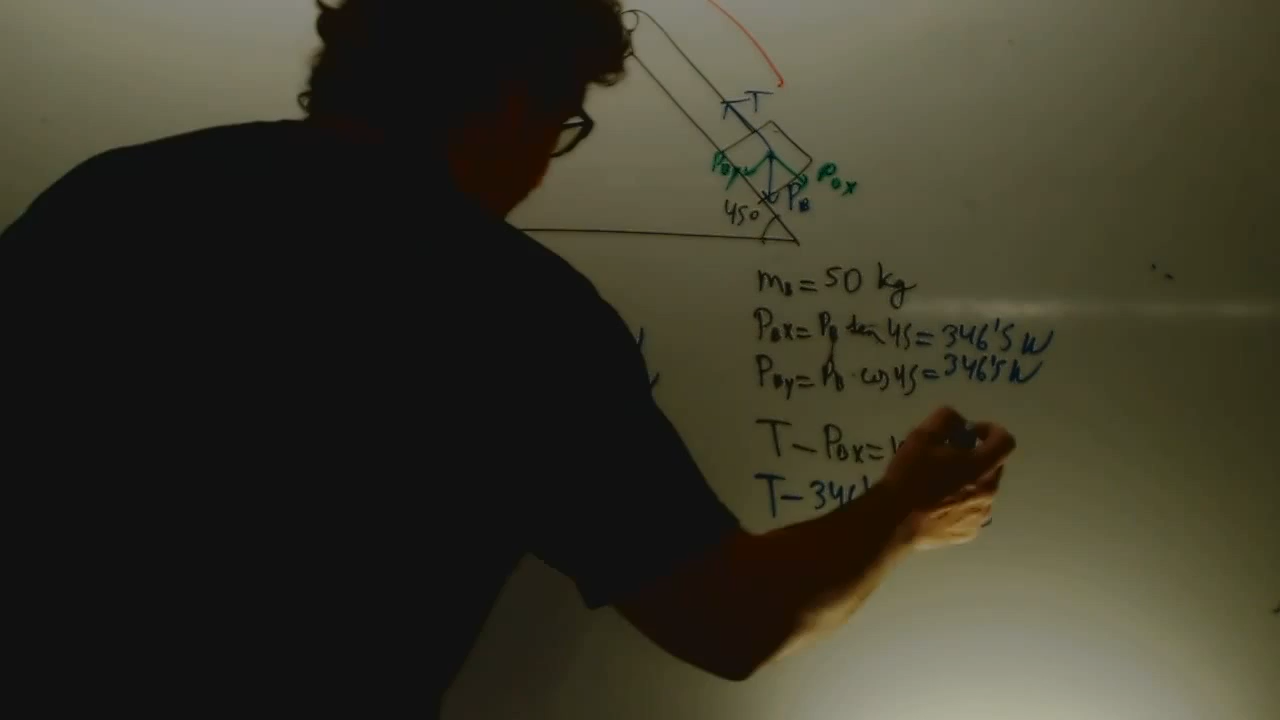 T
PBy PBx
PB
45º
mB = 50 kg
PBx = PB sen 45 = 346'5 N
PBy = PB · cos 45 = 346'5 N
T - PBx =
T - 346'